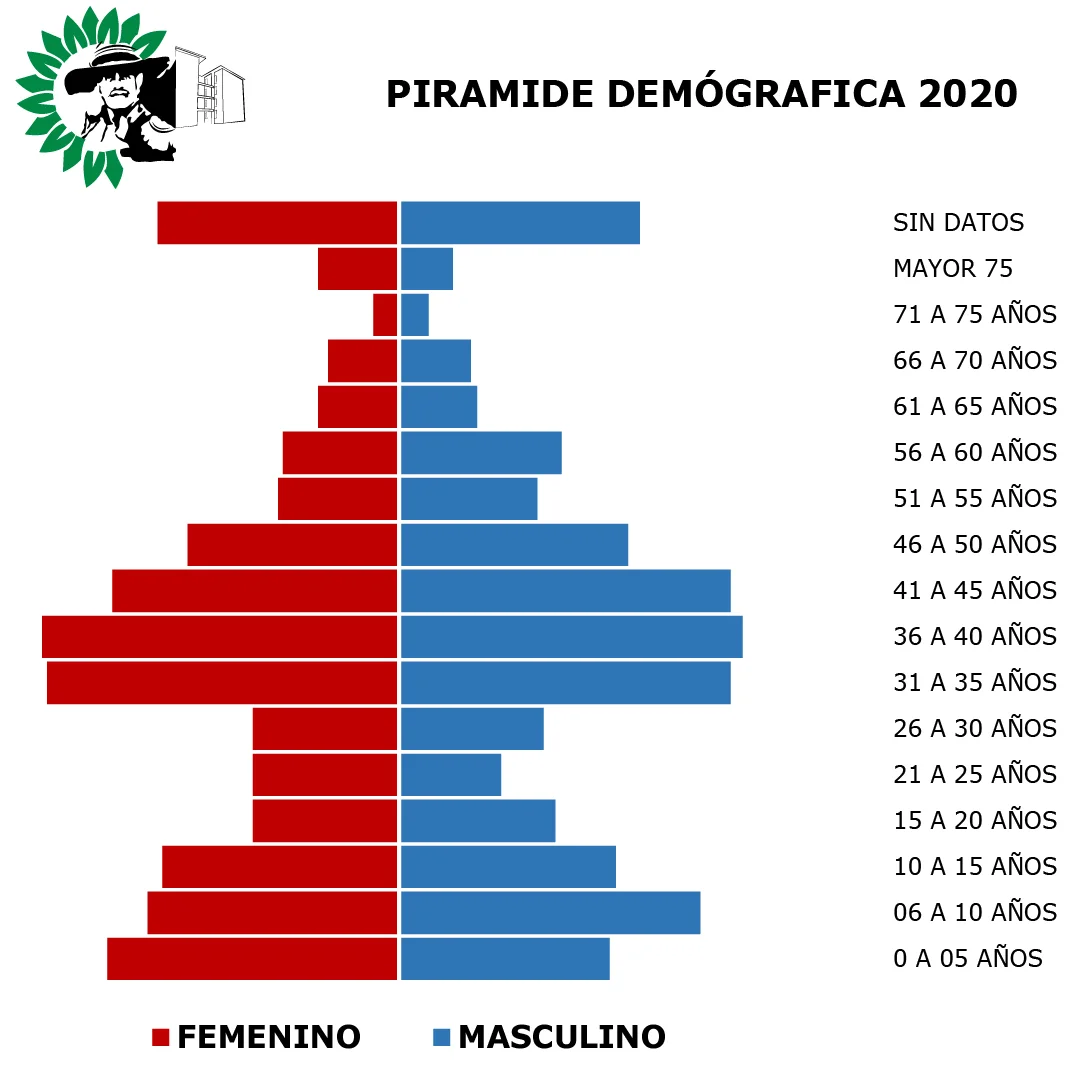 PIRAMIDE DEMÓGRAFICA 2020
SIN DATOS
MAYOR 75
71 A 75 AÑOS
66 A 70 AÑOS
61 A 65 AÑOS
56 A 60 AÑOS
51 A 55 AÑOS
46 A 50 AÑOS
41 A 45 AÑOS
36 A 40 AÑOS
31 A 35 AÑOS
26 A 30 AÑOS
21 A 25 AÑOS
15 A 20 AÑOS
10 A 15 AÑOS
06 A 10 AÑOS
0 A 05 AÑOS
FEMENINO MASCULINO